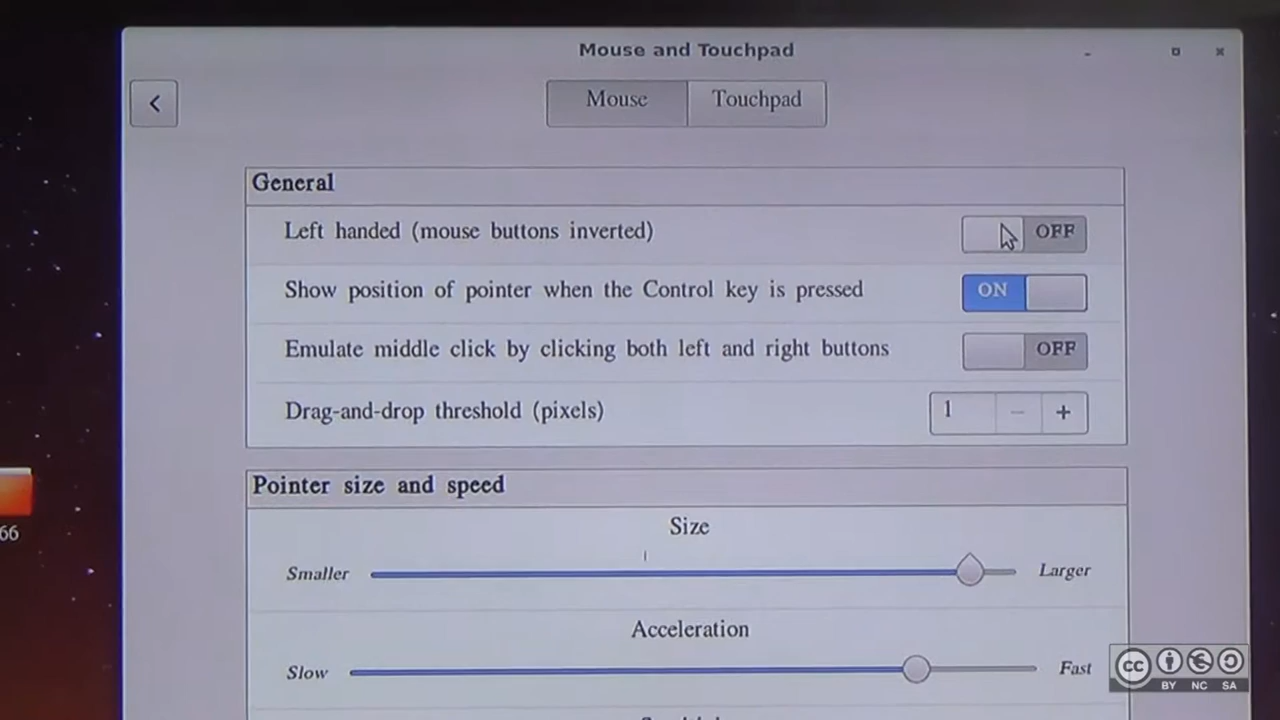 Mouse and Touchpad
Mouse Touchpad
General
Left handed (mouse buttons inverted) OFF
Show position of pointer when the Control key is pressed ON
Emulate middle click by clicking both left and right buttons OFF
Drag-and-drop threshold (pixels) 1 − +
Pointer size and speed
66
Size
Smaller Larger
Acceleration
Slow Fast
cc
BY NC SA